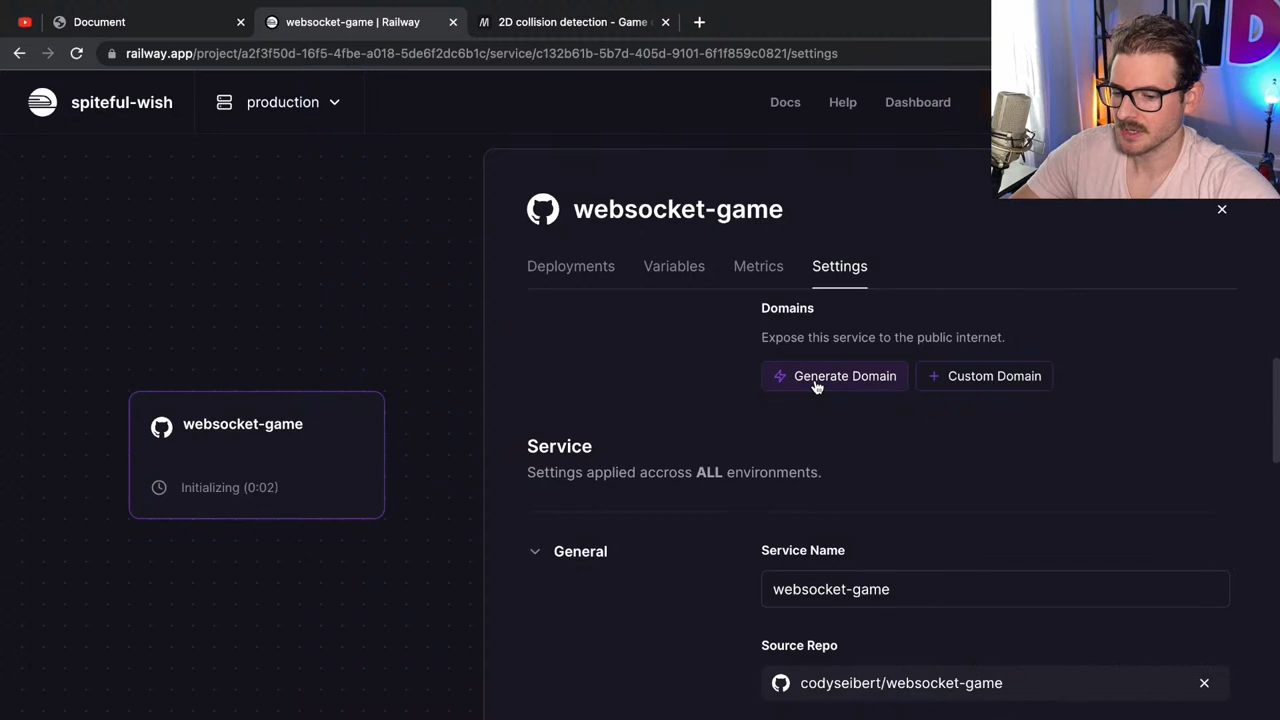 Document
websocket-game | Railway
2D collision detection - Game
railway.app/project/a2f3f50d-16f5-4fbe-a018-5de6f2dc6b1c/service/c132b61b-5b7d-405d-9101-6f1f859c0821/settings
spiteful-wish
production
Docs
Help
Dashboard
websocket-game
Deployments
Variables
Metrics
Settings
Domains
Expose this service to the public internet.
Generate Domain
Custom Domain
websocket-game
Initializing (0:02)
Service
Settings applied accross ALL environments.
General
Service Name
websocket-game
Source Repo
codyseibert/websocket-game